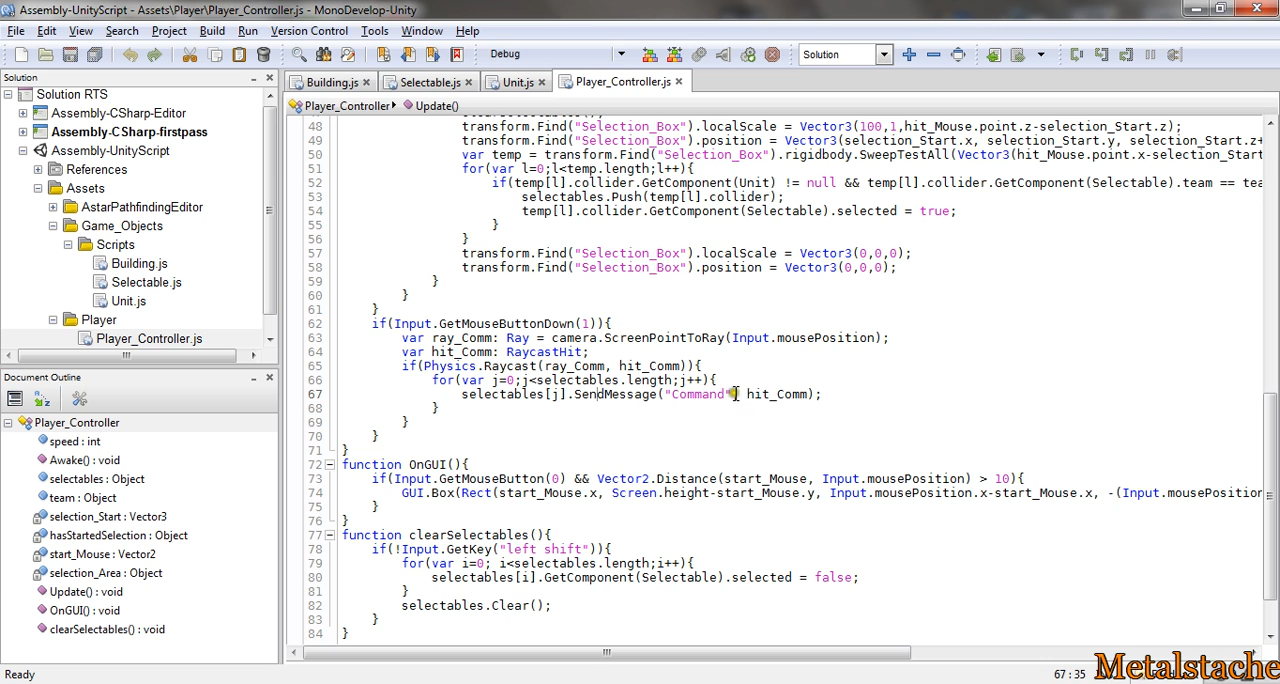 Assembly-UnityScript - Assets\Player\Player_Controller.js - MonoDevelop-Unity
File Edit View Search Project Build Run Version Control Tools Window Help
Debug Solution
Solution
Solution RTS
Assembly-CSharp-Editor
Assembly-CSharp-firstpass
Assembly-UnityScript
References
Assets
AstarPathfindingEditor
Game_Objects
Scripts
Building.js
Selectable.js
Unit.js
Player
Player_Controller.js
Document Outline
Player_Controller
speed : int
Awake() : void
selectables : Object
team : Object
selection_Start : Vector3
hasStartedSelection : Object
start_Mouse : Vector2
selection_Area : Object
Update() : void
OnGUI() : void
clearSelectables() : void
Building.js Selectable.js Unit.js Player_Controller.js
Player_Controller Update()
48 transform.Find("Selection_Box").localScale = Vector3(100,1,hit_Mouse.point.z-selection_Start.z);
49 transform.Find("Selection_Box").position = Vector3(selection_Start.x, selection_Start.y, selection_Start.z+
50 var temp = transform.Find("Selection_Box").rigidbody.SweepTestAll(Vector3(hit_Mouse.point.x-selection_Start
51 for(var l=0;l<temp.length;l++){
52 if(temp[l].collider.GetComponent(Unit) != null && temp[l].collider.GetComponent(Selectable).team == tea
53 selectables.Push(temp[l].collider);
54 temp[l].collider.GetComponent(Selectable).selected = true;
55 }
56 }
57 transform.Find("Selection_Box").localScale = Vector3(0,0,0);
58 transform.Find("Selection_Box").position = Vector3(0,0,0);
59 }
60 }
61 }
62 if(Input.GetMouseButtonDown(1)){
63 var ray_Comm: Ray = camera.ScreenPointToRay(Input.mousePosition);
64 var hit_Comm: RaycastHit;
65 if(Physics.Raycast(ray_Comm, hit_Comm)){
66 for(var j=0;j<selectables.length;j++){
67 selectables[j].SendMessage("Command", hit_Comm);
68 }
69 }
70 }
71 }
72 function OnGUI(){
73 if(Input.GetMouseButton(0) && Vector2.Distance(start_Mouse, Input.mousePosition) > 10){
74 GUI.Box(Rect(start_Mouse.x, Screen.height-start_Mouse.y, Input.mousePosition.x-start_Mouse.x, -(Input.mousePosition
75 }
76 }
77 function clearSelectables(){
78 if(!Input.GetKey("left shift")){
79 for(var i=0; i<selectables.length;i++){
80 selectables[i].GetComponent(Selectable).selected = false;
81 }
82 selectables.Clear();
83 }
84 }
Ready 67 : 35
Metalstache